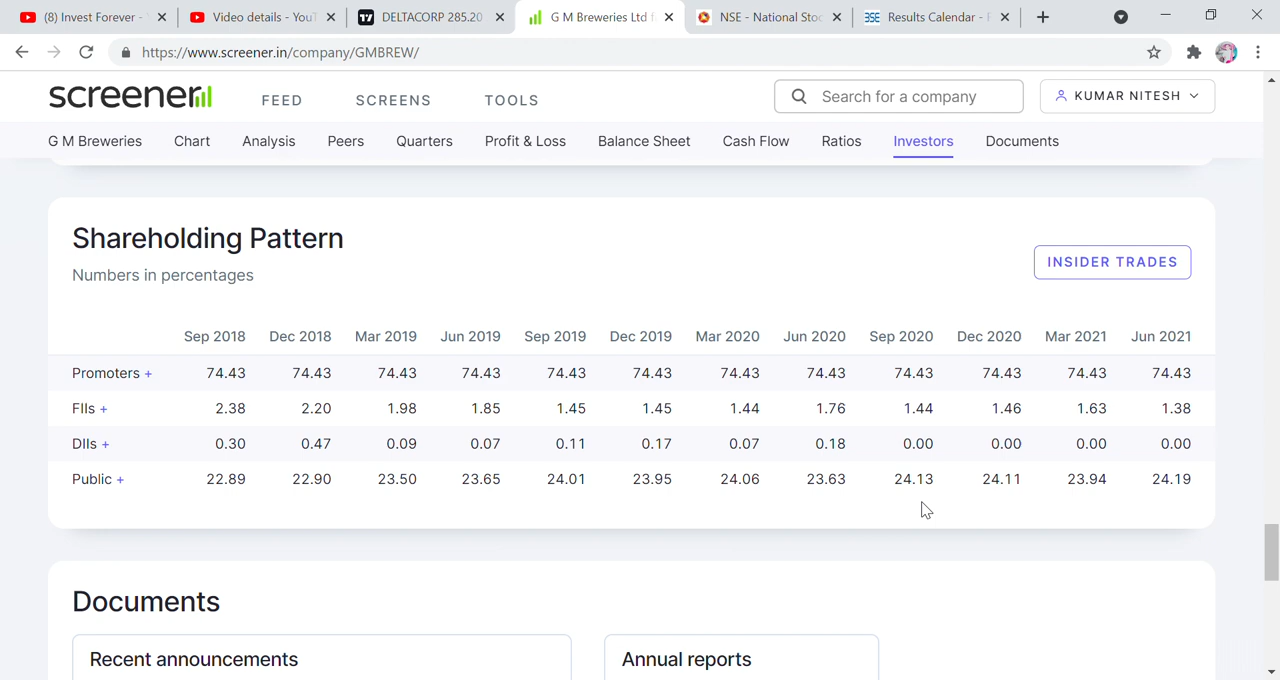 (8) Invest Forever -
Video details - YouT
DELTACORP 285.20
G M Breweries Ltd f
NSE - National Stoc
Results Calendar -
https://www.screener.in/company/GMBREW/
screener
FEED
SCREENS
TOOLS
Search for a company
KUMAR NITESH
G M Breweries Chart Analysis Peers Quarters Profit & Loss Balance Sheet Cash Flow Ratios Investors Documents
Shareholding Pattern
Numbers in percentages
INSIDER TRADES
Sep 2018 Dec 2018 Mar 2019 Jun 2019 Sep 2019 Dec 2019 Mar 2020 Jun 2020 Sep 2020 Dec 2020 Mar 2021 Jun 2021
Promoters + 74.43 74.43 74.43 74.43 74.43 74.43 74.43 74.43 74.43 74.43 74.43 74.43
FIIs + 2.38 2.20 1.98 1.85 1.45 1.45 1.44 1.76 1.44 1.46 1.63 1.38
DIIs + 0.30 0.47 0.09 0.07 0.11 0.17 0.07 0.18 0.00 0.00 0.00 0.00
Public + 22.89 22.90 23.50 23.65 24.01 23.95 24.06 23.63 24.13 24.11 23.94 24.19
Documents
Recent announcements
Annual reports